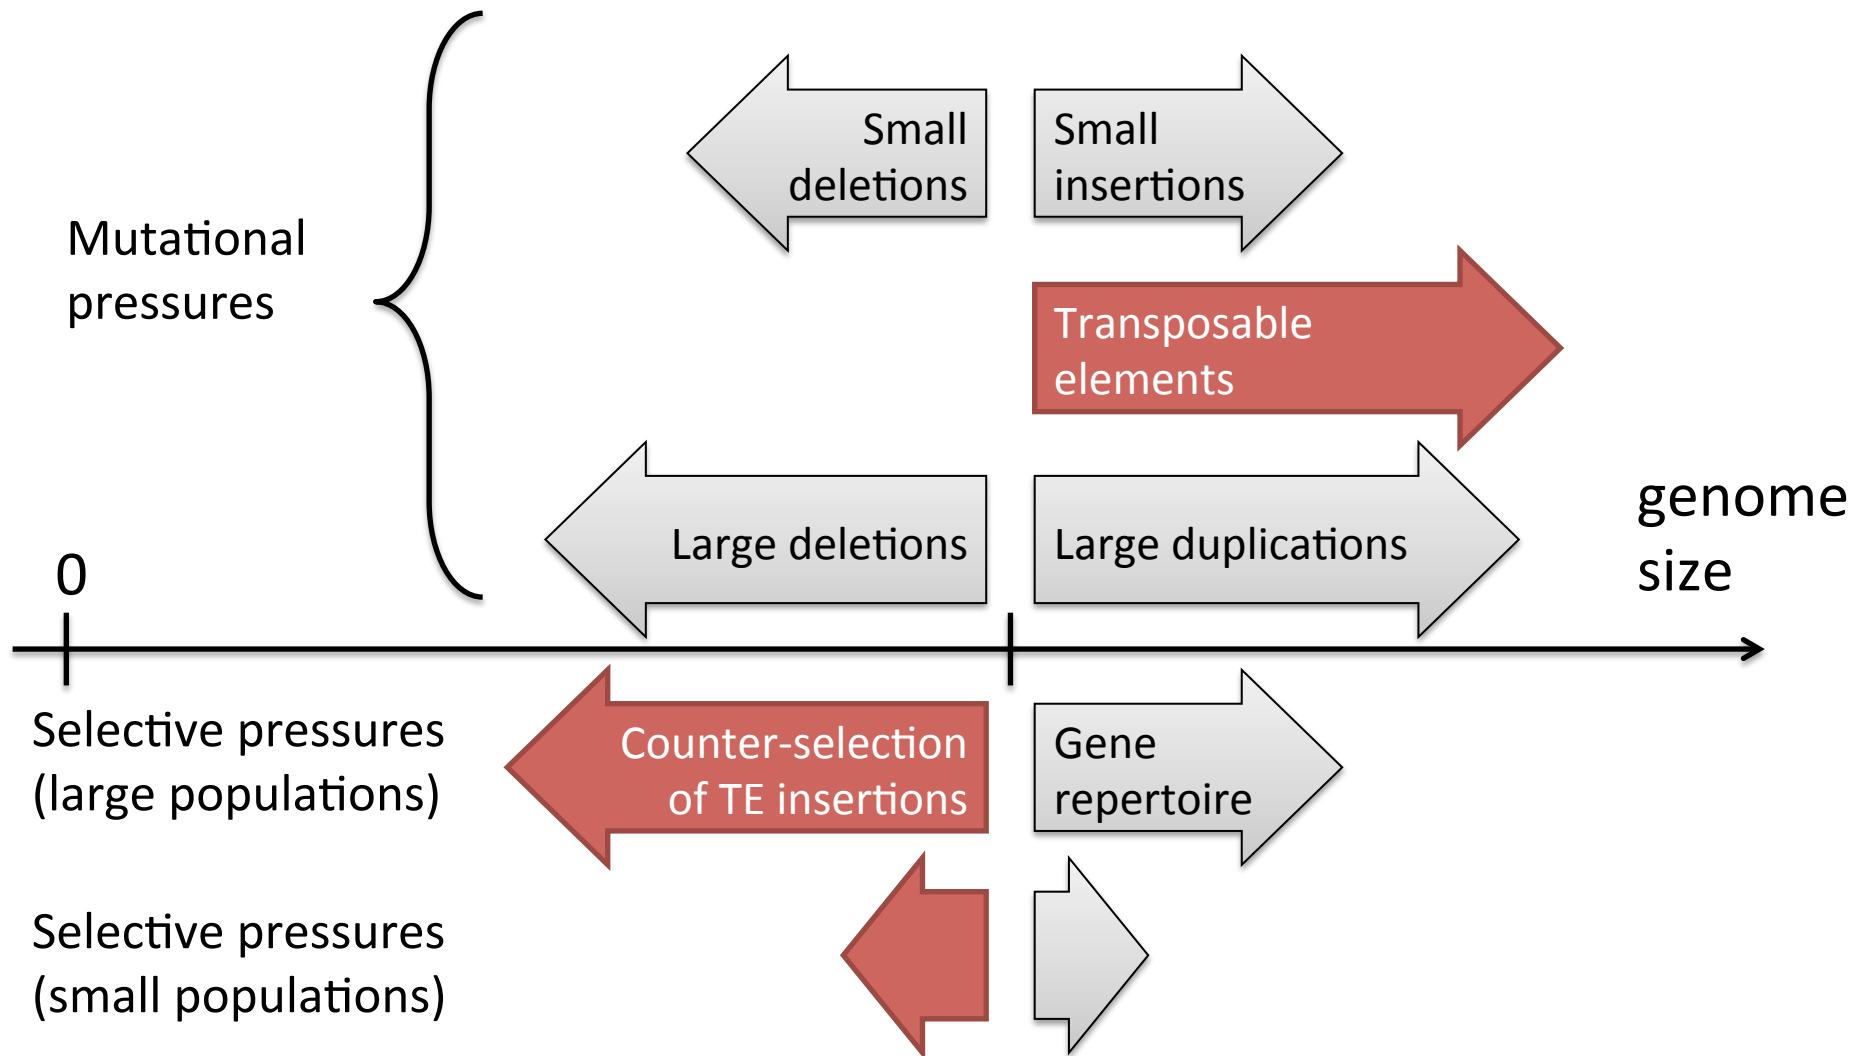 Small
deletions
Small
insertions
Mutational
pressures
Transposable
elements
Large deletions
Large duplications
genome
size
0
Selective pressures
(large populations)
Counter-selection
of TE insertions
Gene
repertoire
Selective pressures
(small populations)